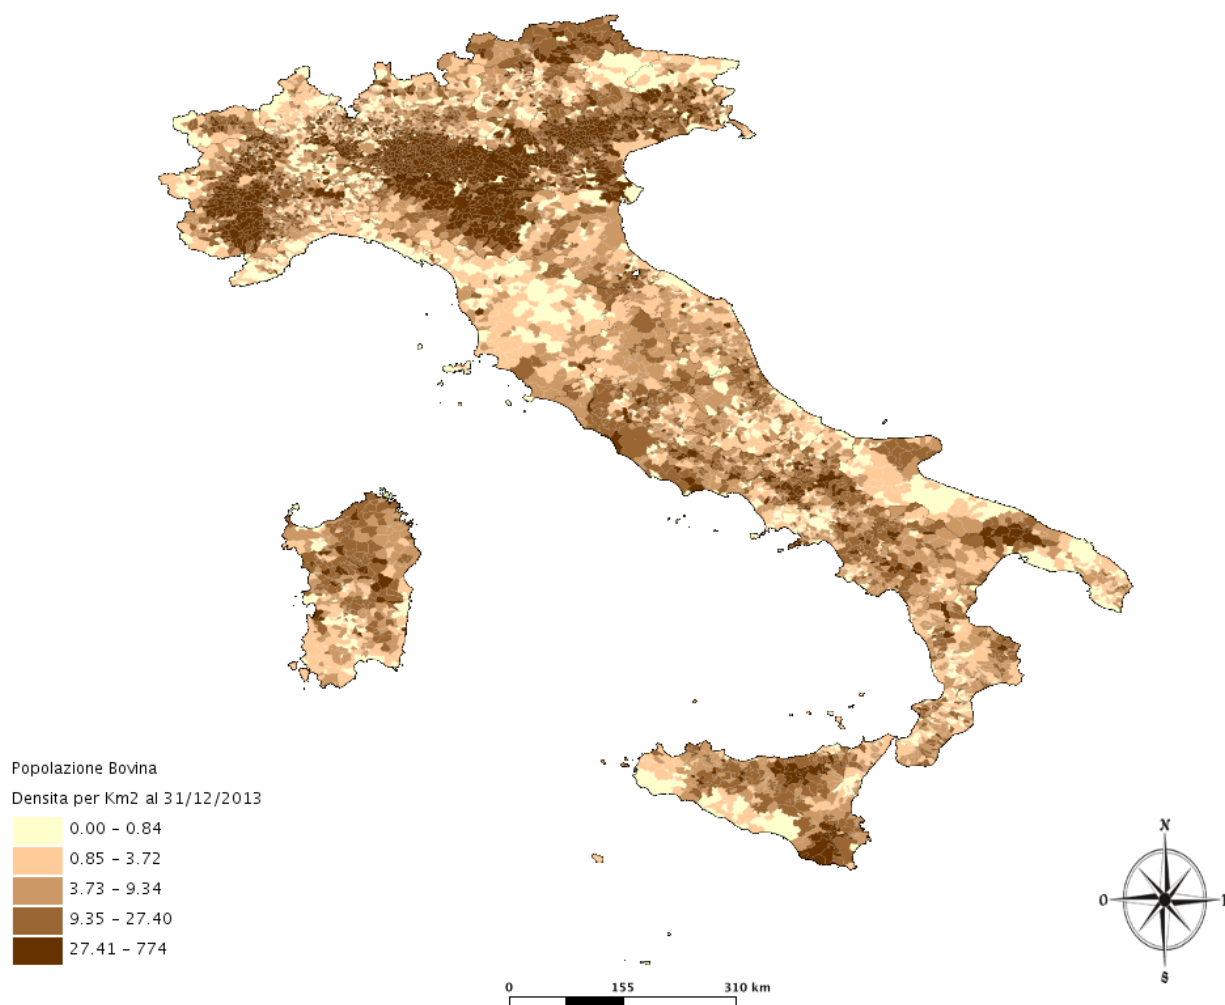 Popolazione Bovina
Densita per Km2 al 31/12/2013
0.00 – 0.84
0.85 – 3.72
3.73 – 9.34
9.35 – 27.40
27.41 – 774
0 155 310 km
N
O
S